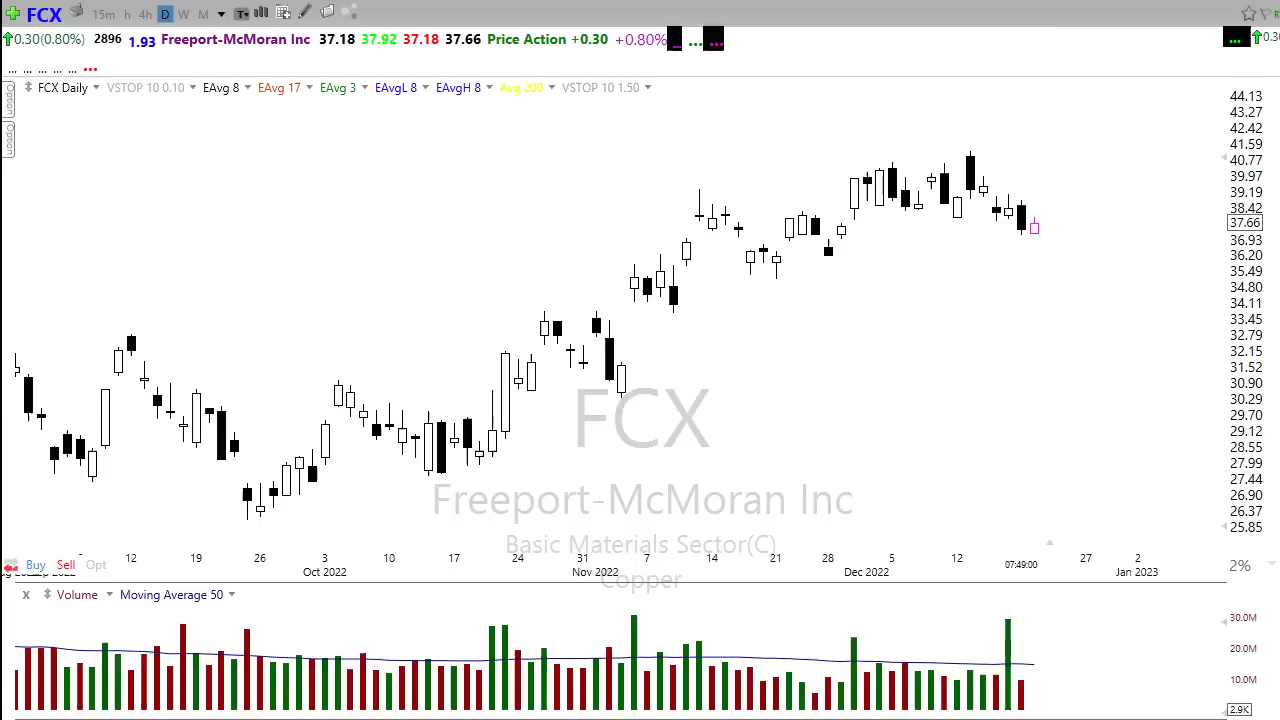 FCX 15m h 4h D W M T
0.30(0.80%) 2896 1.93 Freeport-McMoran Inc 37.18 37.92 37.18 37.66 Price Action +0.30 +0.80% ... ... ... ... 0.30
... ... ... ... ... ...
Option FCX Daily VSTOP 10 0.10 EAvg 8 EAvg 17 EAvg 3 EAvgL 8 EAvgH 8 Avg 200 VSTOP 10 1.50
Option
44.13
43.27
42.42
41.59
40.77
39.97
39.19
38.42
37.66
36.93
36.20
35.49
34.80
34.11
33.45
32.79
32.15
31.52
30.90
30.29
29.70
29.12
28.55
27.99
27.44
26.90
26.37
25.85
FCX
Freeport-McMoran Inc
Basic Materials Sector(C)
Copper
12 19 26 3 10 17 24 31 7 14 21 28 5 12 07:49:00 27 2
Buy Sell Opt 2%
Oct 2022 Nov 2022 Dec 2022 Jan 2023
x Volume Moving Average 50
30.0M
20.0M
10.0M
2.9K